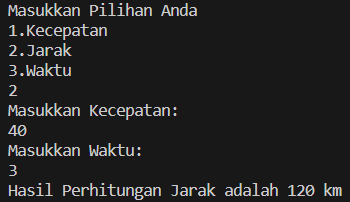 Masukkan Pilihan Anda
1.Kecepatan
2.Jarak
3.Waktu
2
Masukkan Kecepatan:
40
Masukkan Waktu:
3
Hasil Perhitungan Jarak adalah 120 km